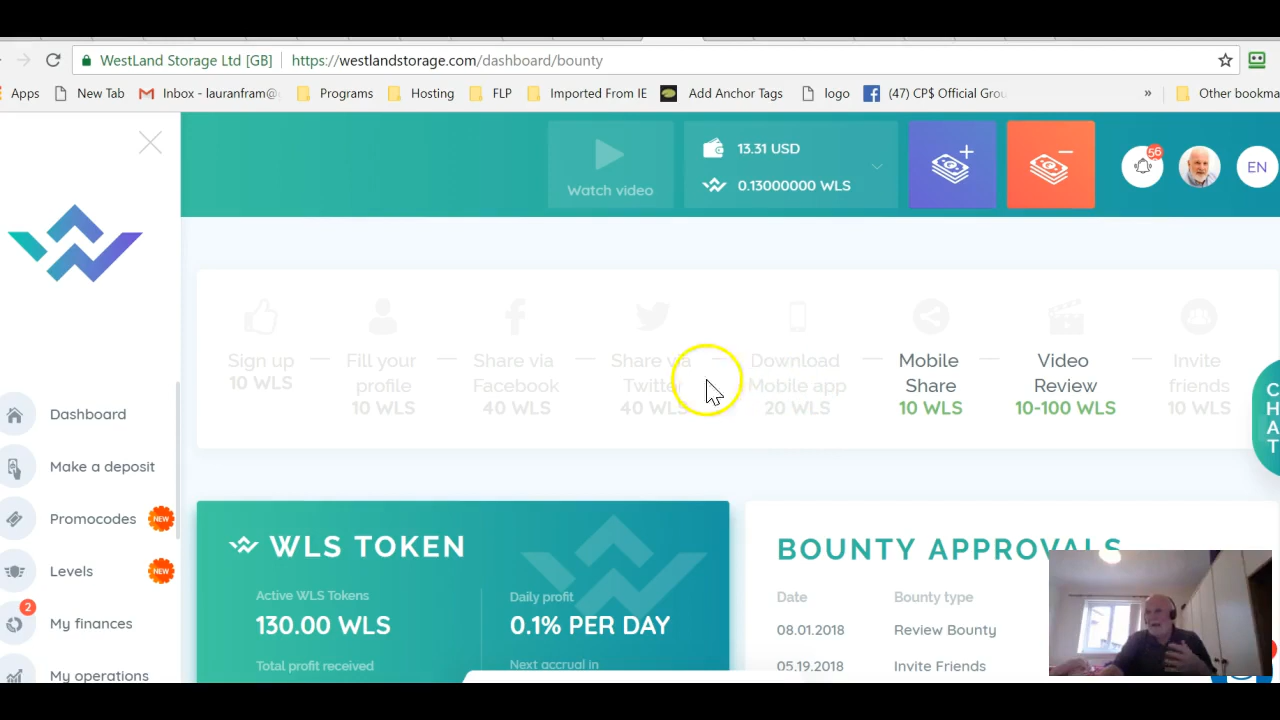 WestLand Storage Ltd [GB]
https://westlandstorage.com/dashboard/bounty
Apps
New Tab
Inbox - lauranfram@
Programs
Hosting
FLP
Imported From IE
Add Anchor Tags
logo
(47) CP$ Official Grou
»
Other bookma
Watch video
13.31 USD
0.13000000 WLS
56
EN
Sign up
10 WLS
Fill your
profile
10 WLS
Share via
Facebook
40 WLS
Share via
Twitter
40 WLS
Download
Mobile app
20 WLS
Mobile
Share
10 WLS
Video
Review
10-100 WLS
Invite
friends
10 WLS
CHAT
Dashboard
Make a deposit
Promocodes
NEW
Levels
NEW
2
My finances
My operations
WLS TOKEN
Active WLS Tokens
130.00 WLS
Total profit received
Daily profit
0.1% PER DAY
Next accrual in
BOUNTY APPROVALS
Date
Bounty type
08.01.2018
Review Bounty
05.19.2018
Invite Friends